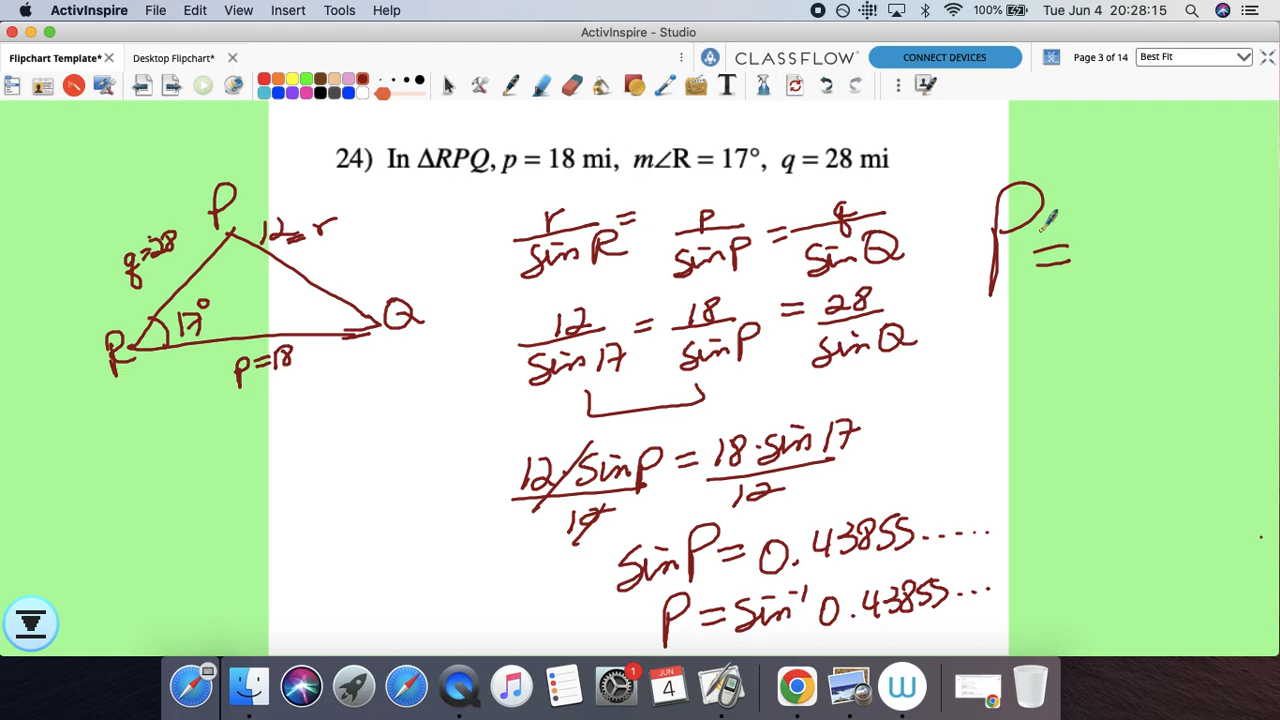 ActivInspire File Edit View Insert Tools Help 100% Tue Jun 4 20:28:15
ActivInspire - Studio
Flipchart Template* Desktop Flipchart* CLASSFLOW CONNECT DEVICES Page 3 of 14 Best Fit
24) In ΔRPQ, p = 18 mi, m∠R = 17°, q = 28 mi
P
12 = r
q=28
R
17°
Q
p=18
r/sin R = p/sin P = q/sin Q
12/sin 17 = 18/sin P = 28/sin Q
12·sin P/12 = 18·sin 17/12
sin P = 0.43855.....
P = sin⁻¹ 0.43855...
P =
1
JUN
4
W